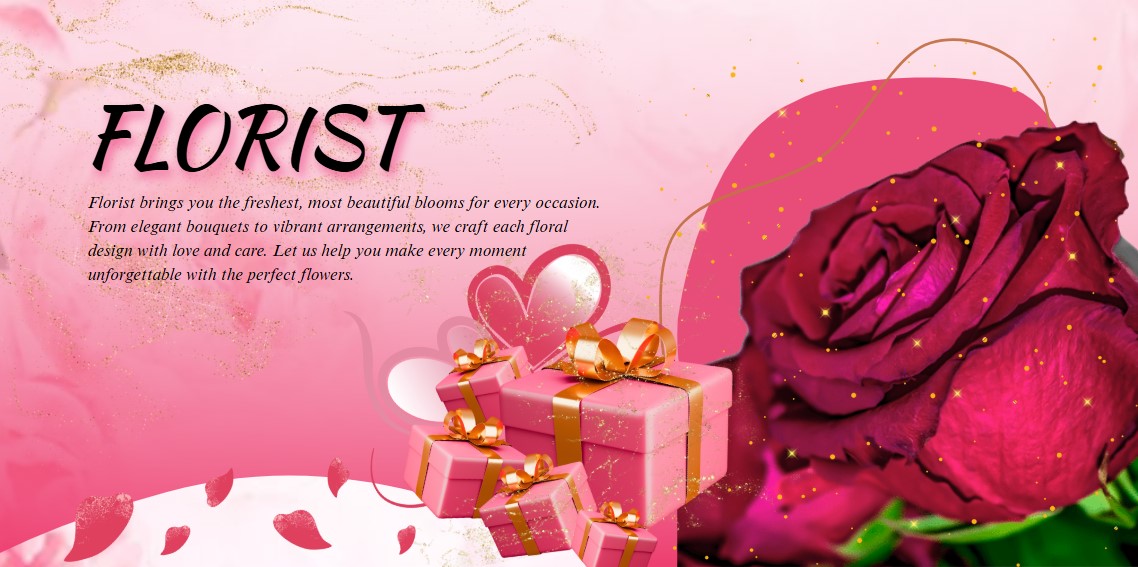 FLORIST
Florist brings you the freshest, most beautiful blooms for every occasion.
From elegant bouquets to vibrant arrangements, we craft each floral
design with love and care. Let us help you make every moment
unforgettable with the perfect flowers.